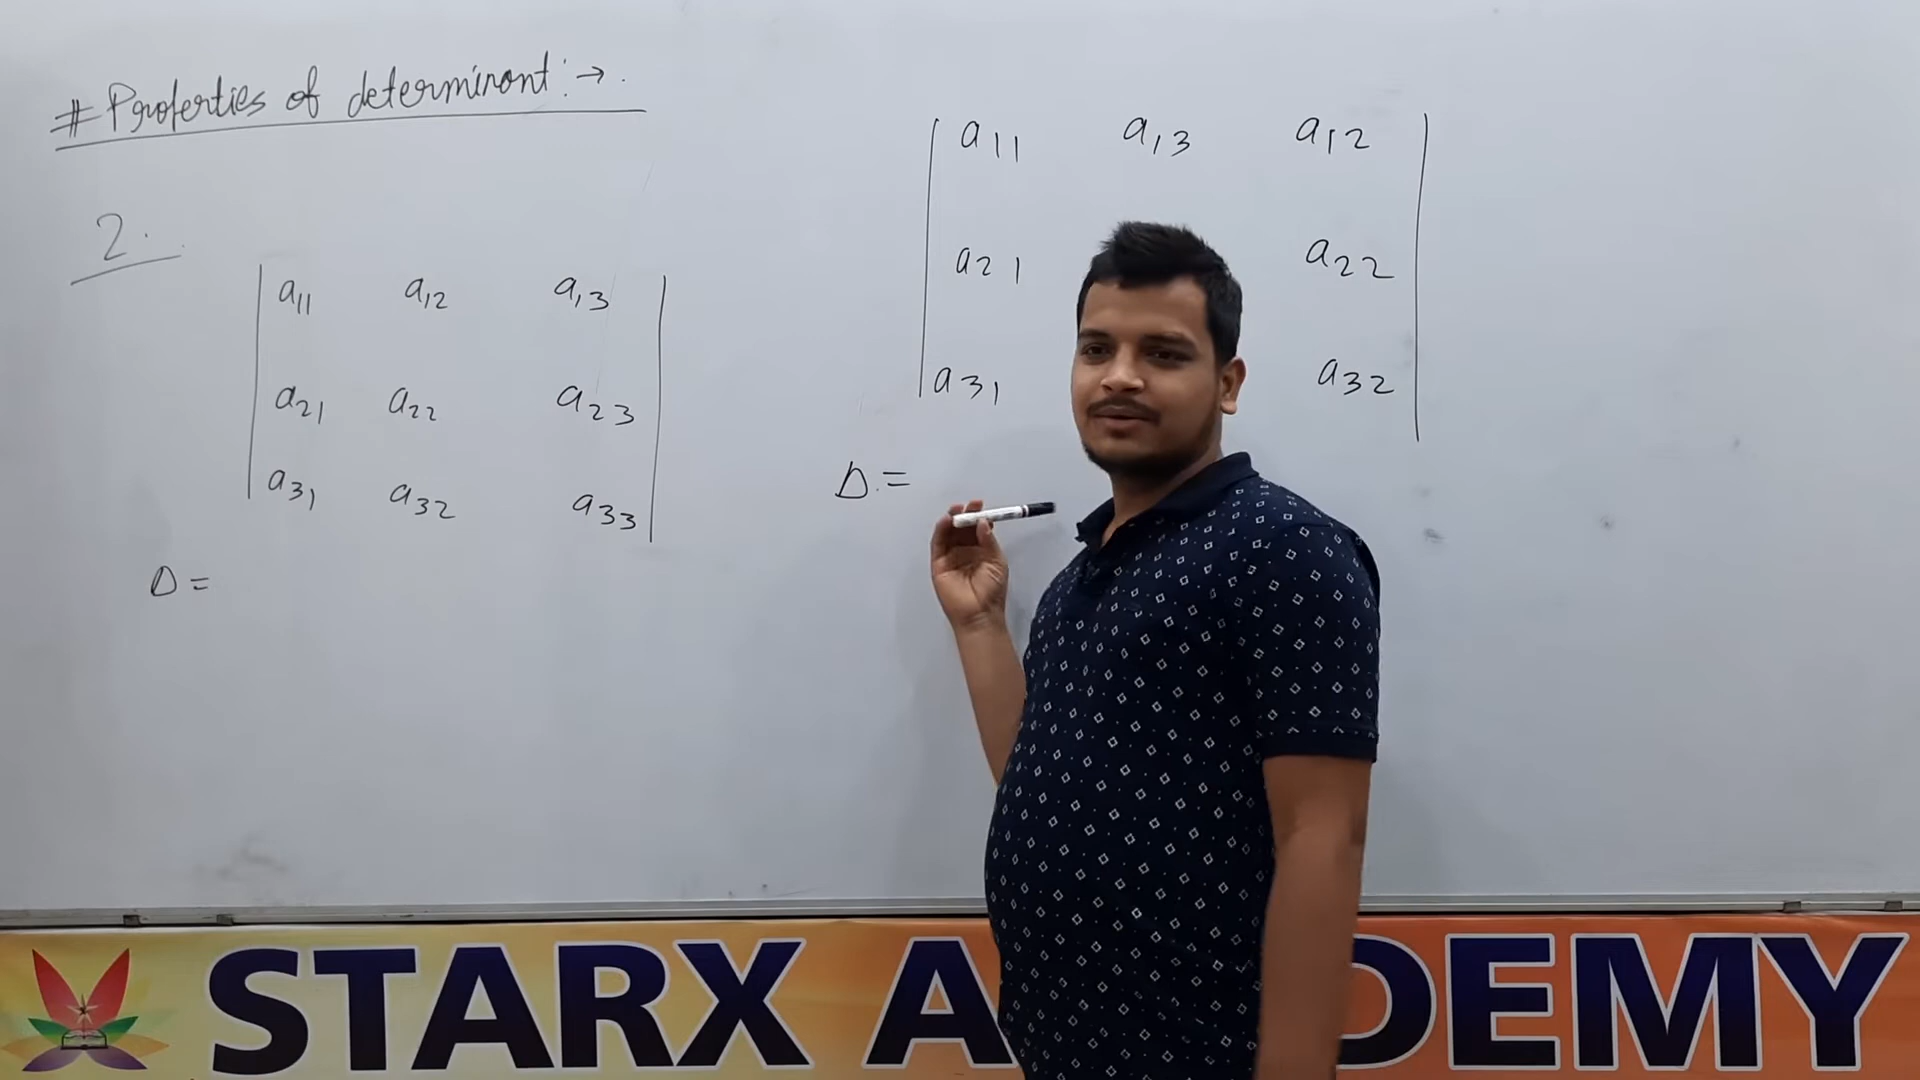 # Properties of determinant :→ .
2.
a11 a12 a13
a21 a22 a23
a31 a32 a33
D =
a11 a13 a12
a21 a22
a31 a32
D. =
STARX ADEMY